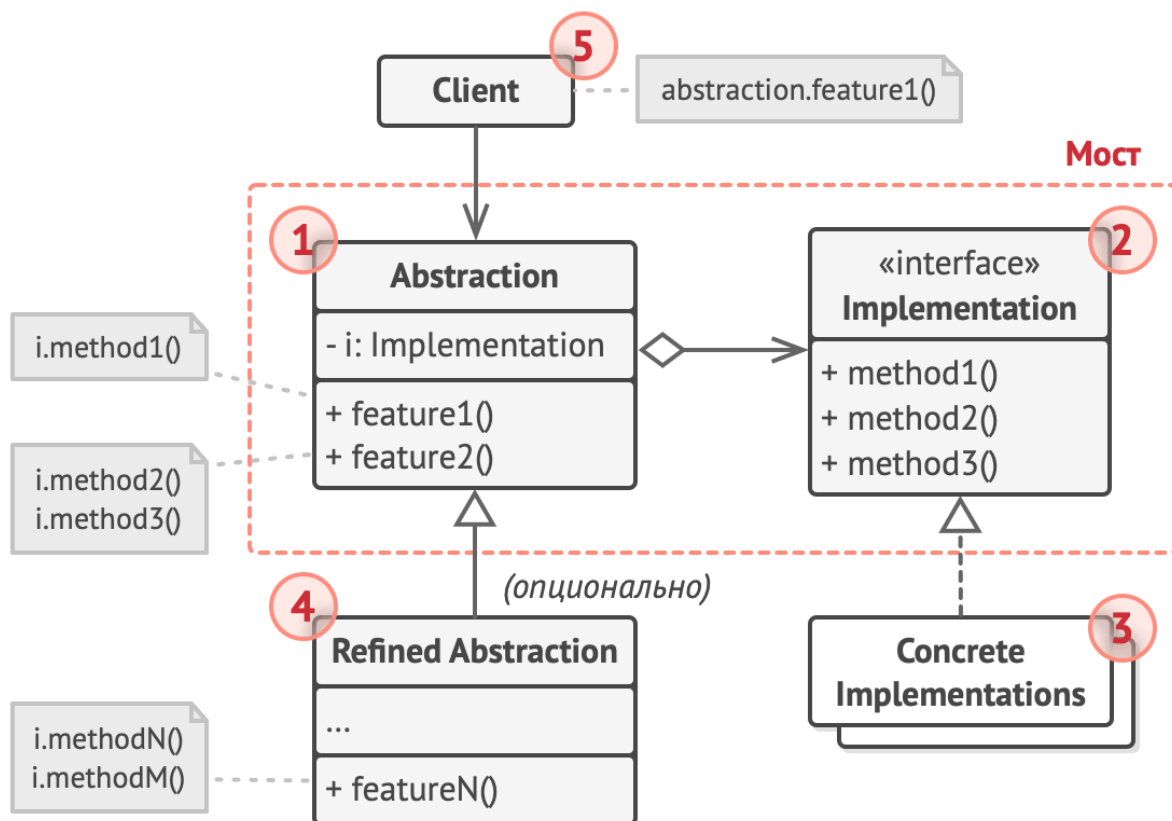 5
Client
abstraction.feature1()
Мост
1
Abstraction
- i: Implementation
+ feature1()
+ feature2()
i.method1()
i.method2()
i.method3()
2
«interface»
Implementation
+ method1()
+ method2()
+ method3()
(опционально)
4
Refined Abstraction
...
+ featureN()
i.methodN()
i.methodM()
3
Concrete
Implementations